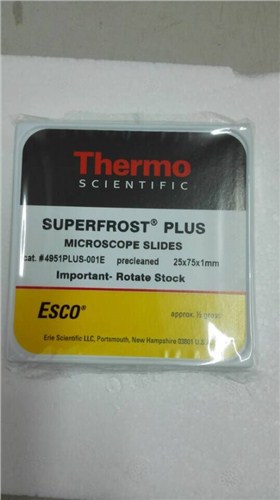 Thermo
SCIENTIFIC
SUPERFROST® PLUS
MICROSCOPE SLIDES
cat. #4951PLUS-001E precleaned 25x75x1mm
Important- Rotate Stock
ESCO®
approx.
Erie Scientific LLC, Portsmouth, New Hampshire 03801 U.S.A.